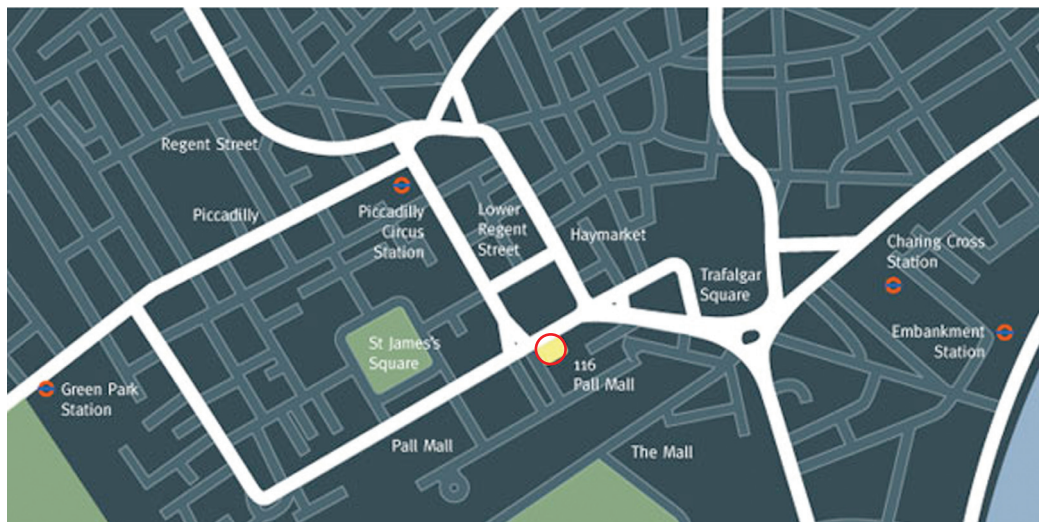 Regent Street
Piccadilly
Piccadilly
Circus
Station
Lower
Regent
Street
Haymarket
Trafalgar
Square
Charing Cross
Station
Embankment
Station
St James's
Square
116
Pall Mall
Green Park
Station
Pall Mall
The Mall